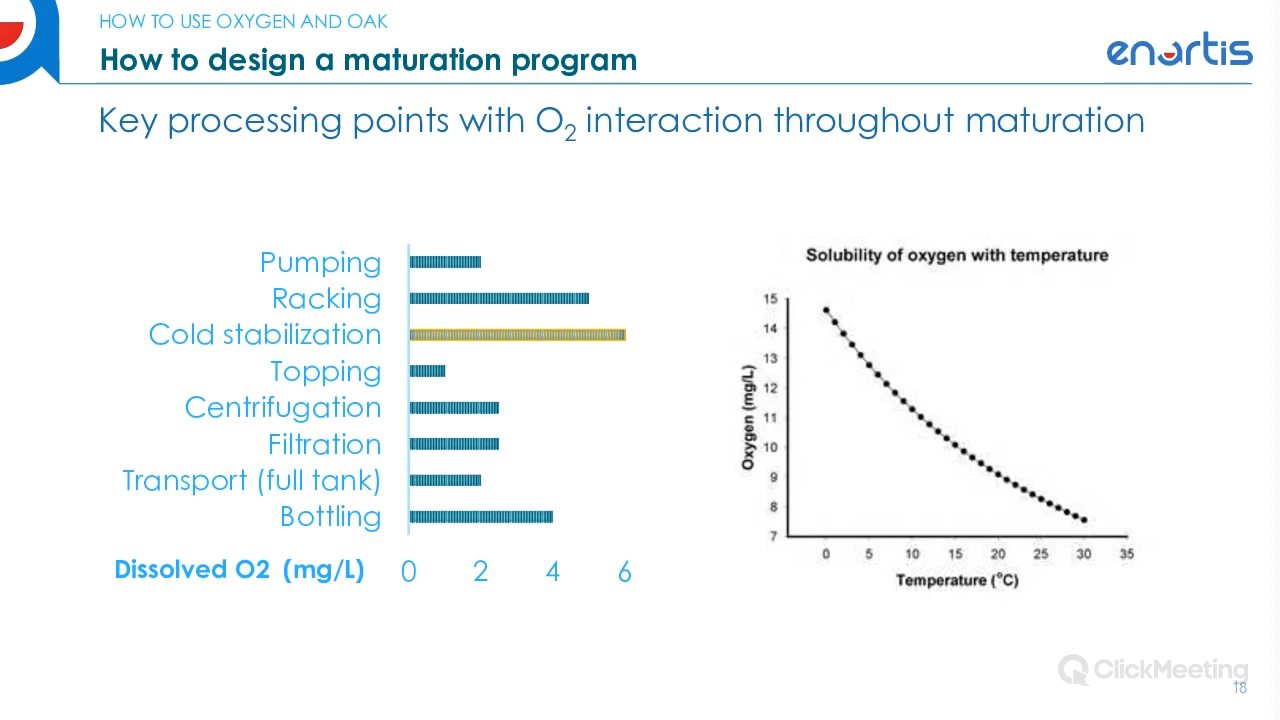 HOW TO USE OXYGEN AND OAK
How to design a maturation program
enartis
Key processing points with O2 interaction throughout maturation
Pumping
Racking
Cold stabilization
Topping
Centrifugation
Filtration
Transport (full tank)
Bottling
Dissolved O2 (mg/L)
0 2 4 6
Solubility of oxygen with temperature
Oxygen (mg/L)
15
14
13
12
11
10
9
8
7
0 5 10 15 20 25 30 35
Temperature (°C)
ClickMeeting
18